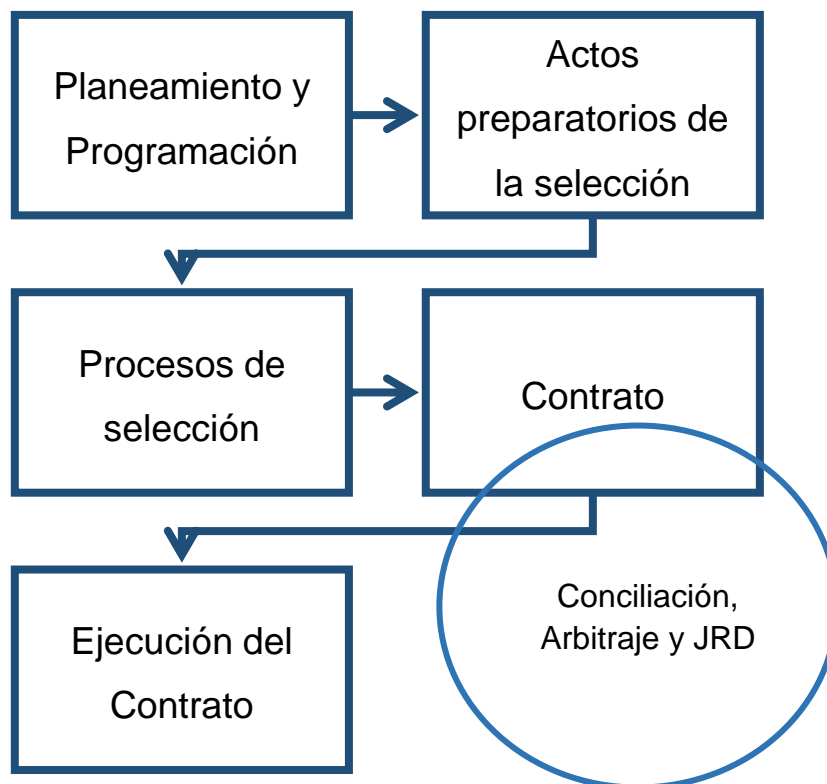 Planeamiento y
Programación
Actos
preparatorios de
la selección
Procesos de
selección
Contrato
Ejecución del
Contrato
Conciliación,
Arbitraje y JRD